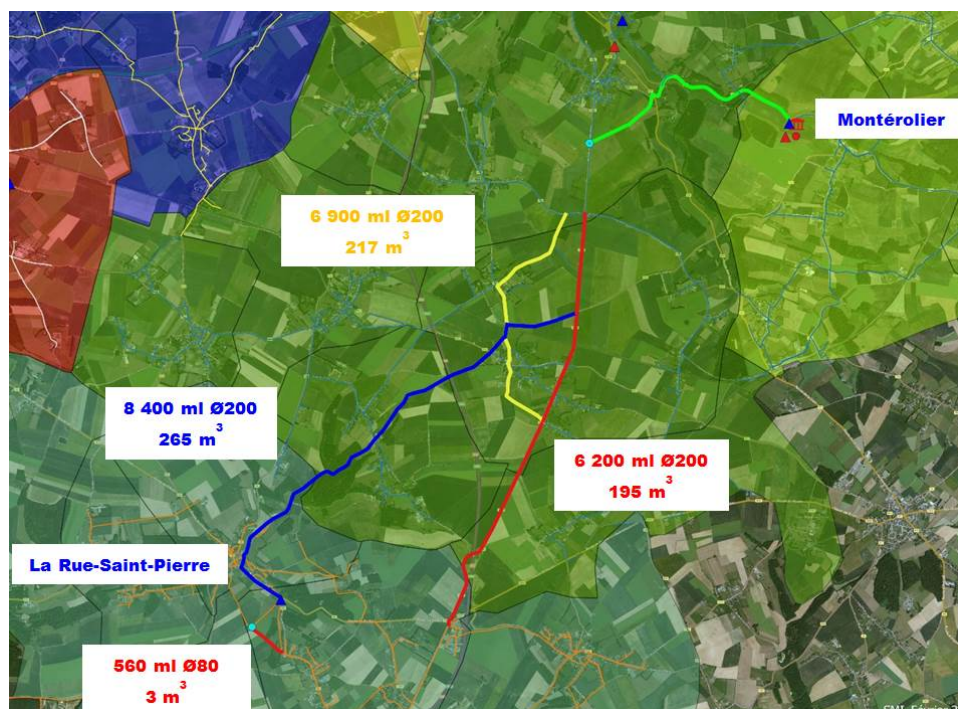 Montérolier
6 900 ml Ø200
217 m³
8 400 ml Ø200
265 m³
6 200 ml Ø200
195 m³
La Rue-Saint-Pierre
560 ml Ø80
3 m³